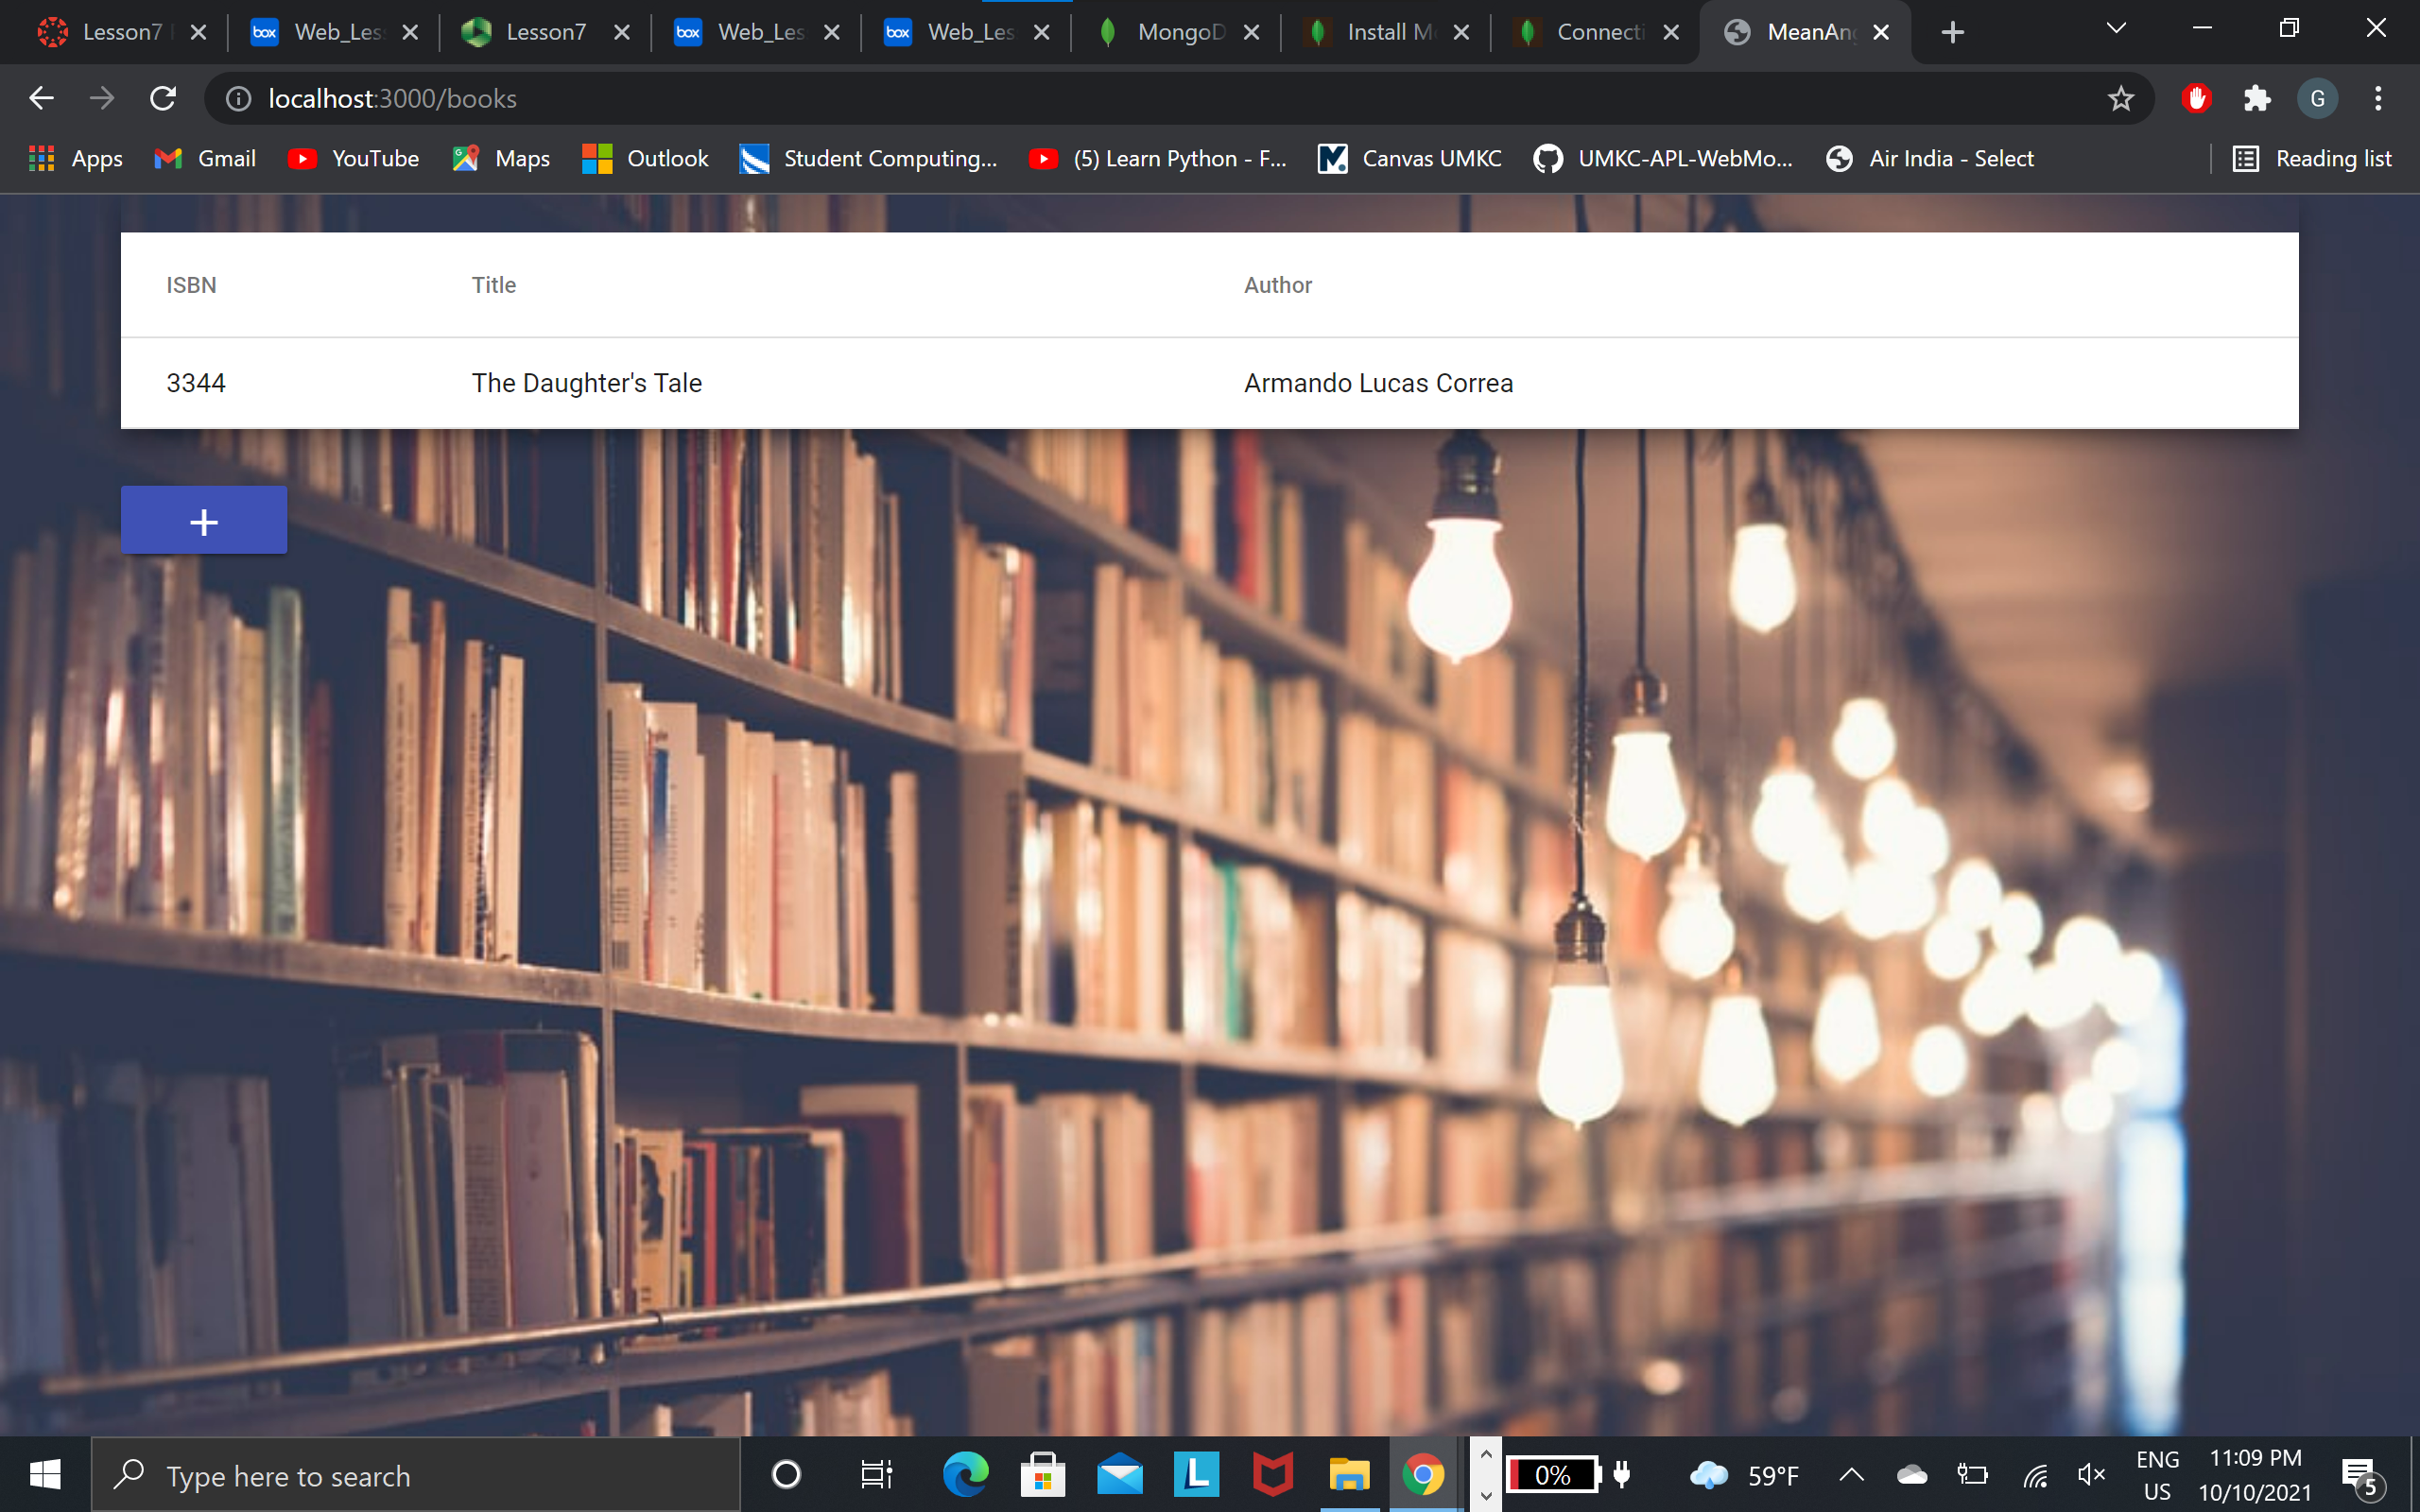 Lesson7
Web_Les
Lesson7
Web_Les
Web_Les
MongoD
Install M
Connecti
MeanAn
localhost:3000/books
G
Apps
Gmail
YouTube
Maps
Outlook
Student Computing...
(5) Learn Python - F...
Canvas UMKC
UMKC-APL-WebMo...
Air India - Select
Reading list
ISBN Title Author
3344 The Daughter's Tale Armando Lucas Correa
+
Type here to search
0%
59°F
ENG
US
11:09 PM
10/10/2021
5